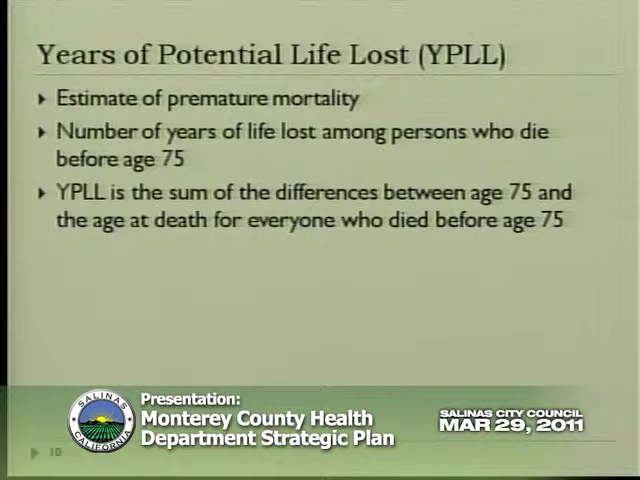 Years of Potential Life Lost (YPLL)
Estimate of premature mortality
Number of years of life lost among persons who die
before age 75
YPLL is the sum of the differences between age 75 and
the age at death for everyone who died before age 75
SALINAS
CALIFORNIA
Presentation:
Monterey County Health
Department Strategic Plan
SALINAS CITY COUNCIL
MAR 29, 2011
10